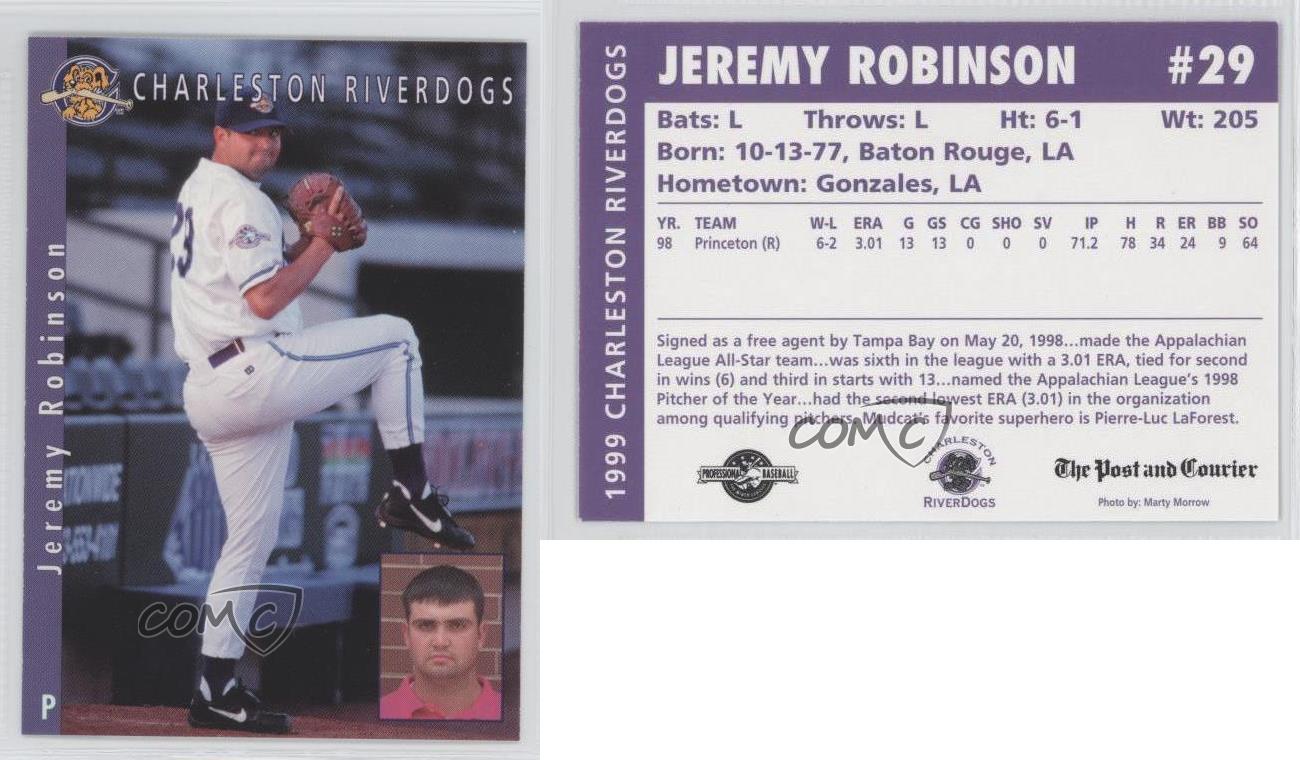 CHARLESTON RIVERDOGS
Jeremy Robinson
P
COMC
1999 CHARLESTON RIVERDOGS
JEREMY ROBINSON #29
Bats: L Throws: L Ht: 6-1 Wt: 205
Born: 10-13-77, Baton Rouge, LA
Hometown: Gonzales, LA
YR. TEAM W-L ERA G GS CG SHO SV IP H R ER BB SO
98 Princeton (R) 6-2 3.01 13 13 0 0 0 71.2 78 34 24 9 64
Signed as a free agent by Tampa Bay on May 20, 1998...made the Appalachian
League All-Star team...was sixth in the league with a 3.01 ERA, tied for second
in wins (6) and third in starts with 13...named the Appalachian League's 1998
Pitcher of the Year...had the second lowest ERA (3.01) in the organization
among qualifying pitchers. Mudcat's favorite superhero is Pierre-Luc LaForest.
COMC
PROFESSIONAL BASEBALL
CHARLESTON
RIVERDOGS
The Post and Courier
Photo by: Marty Morrow